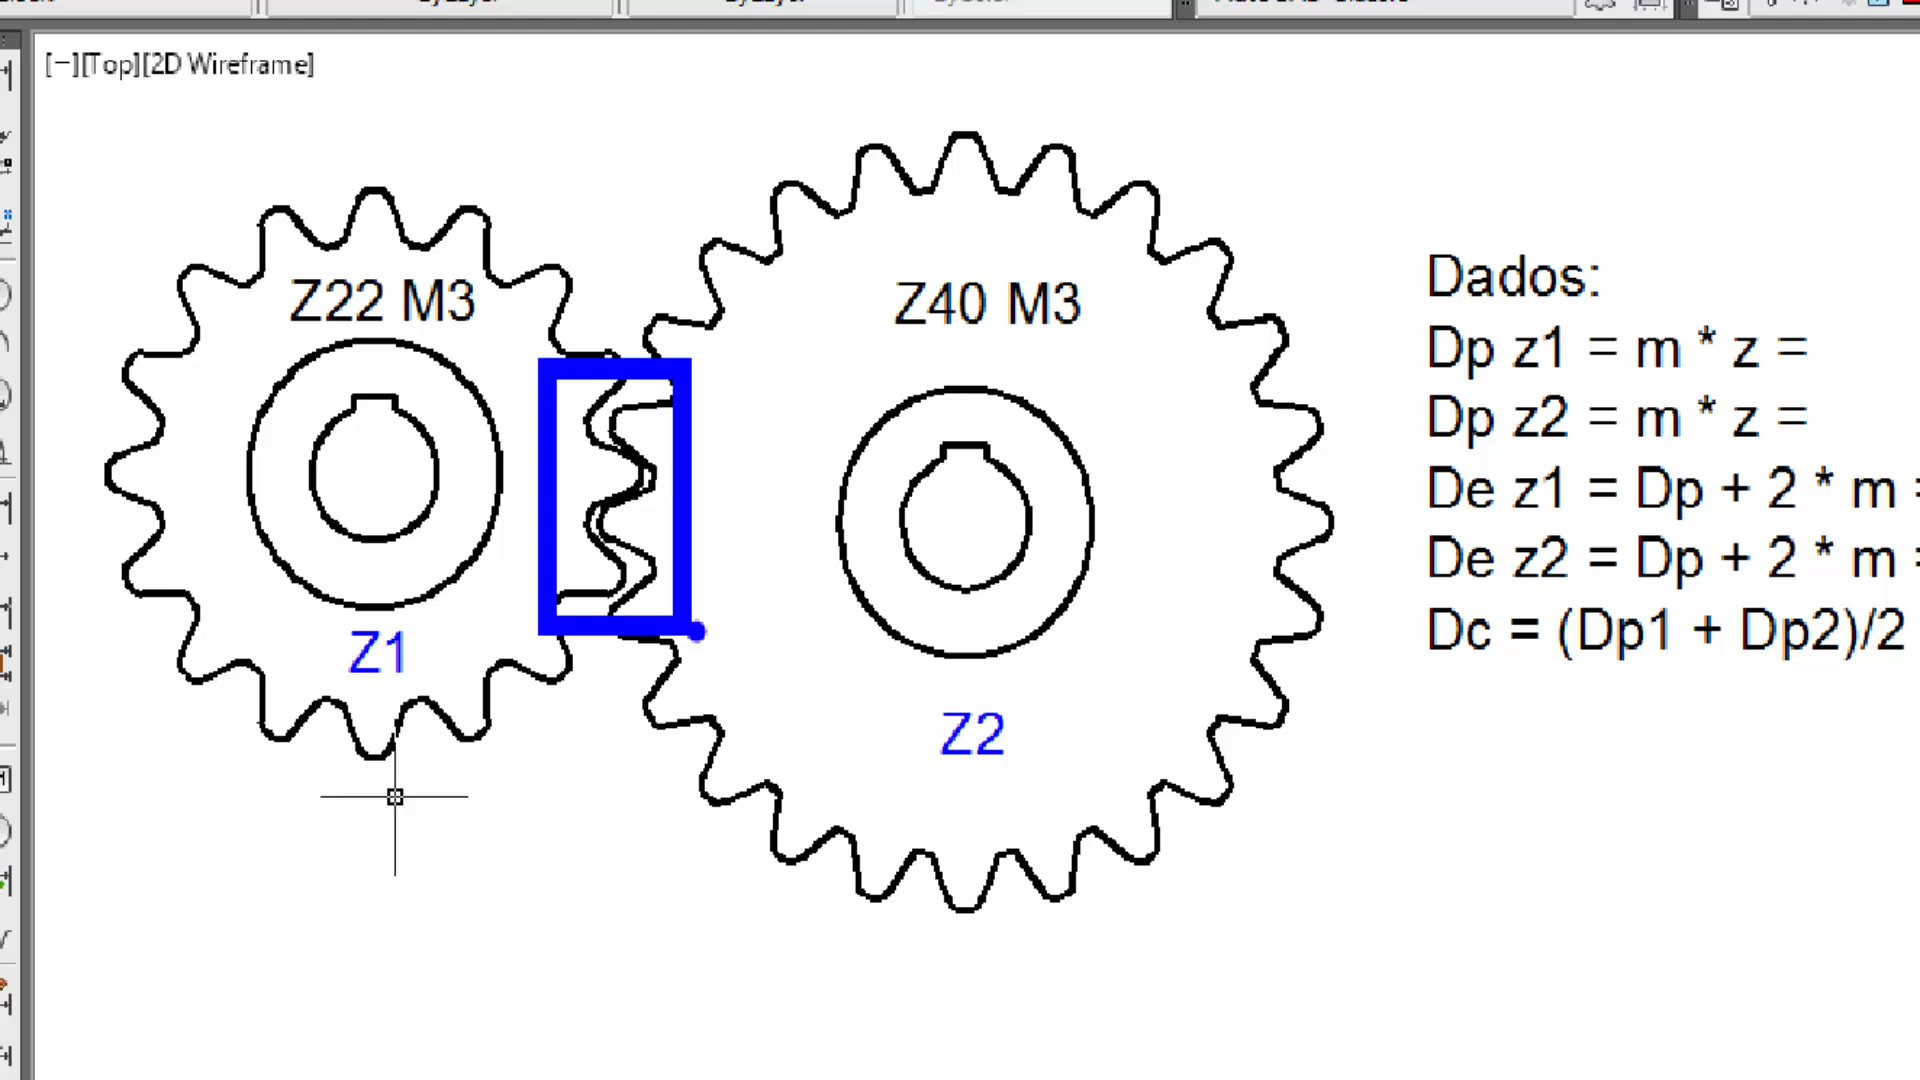 [−][Top][2D Wireframe]
Z22 M3
Z40 M3
Z1
Z2
Dados:
Dp z1 = m * z =
Dp z2 = m * z =
De z1 = Dp + 2 * m =
De z2 = Dp + 2 * m =
Dc = (Dp1 + Dp2)/2